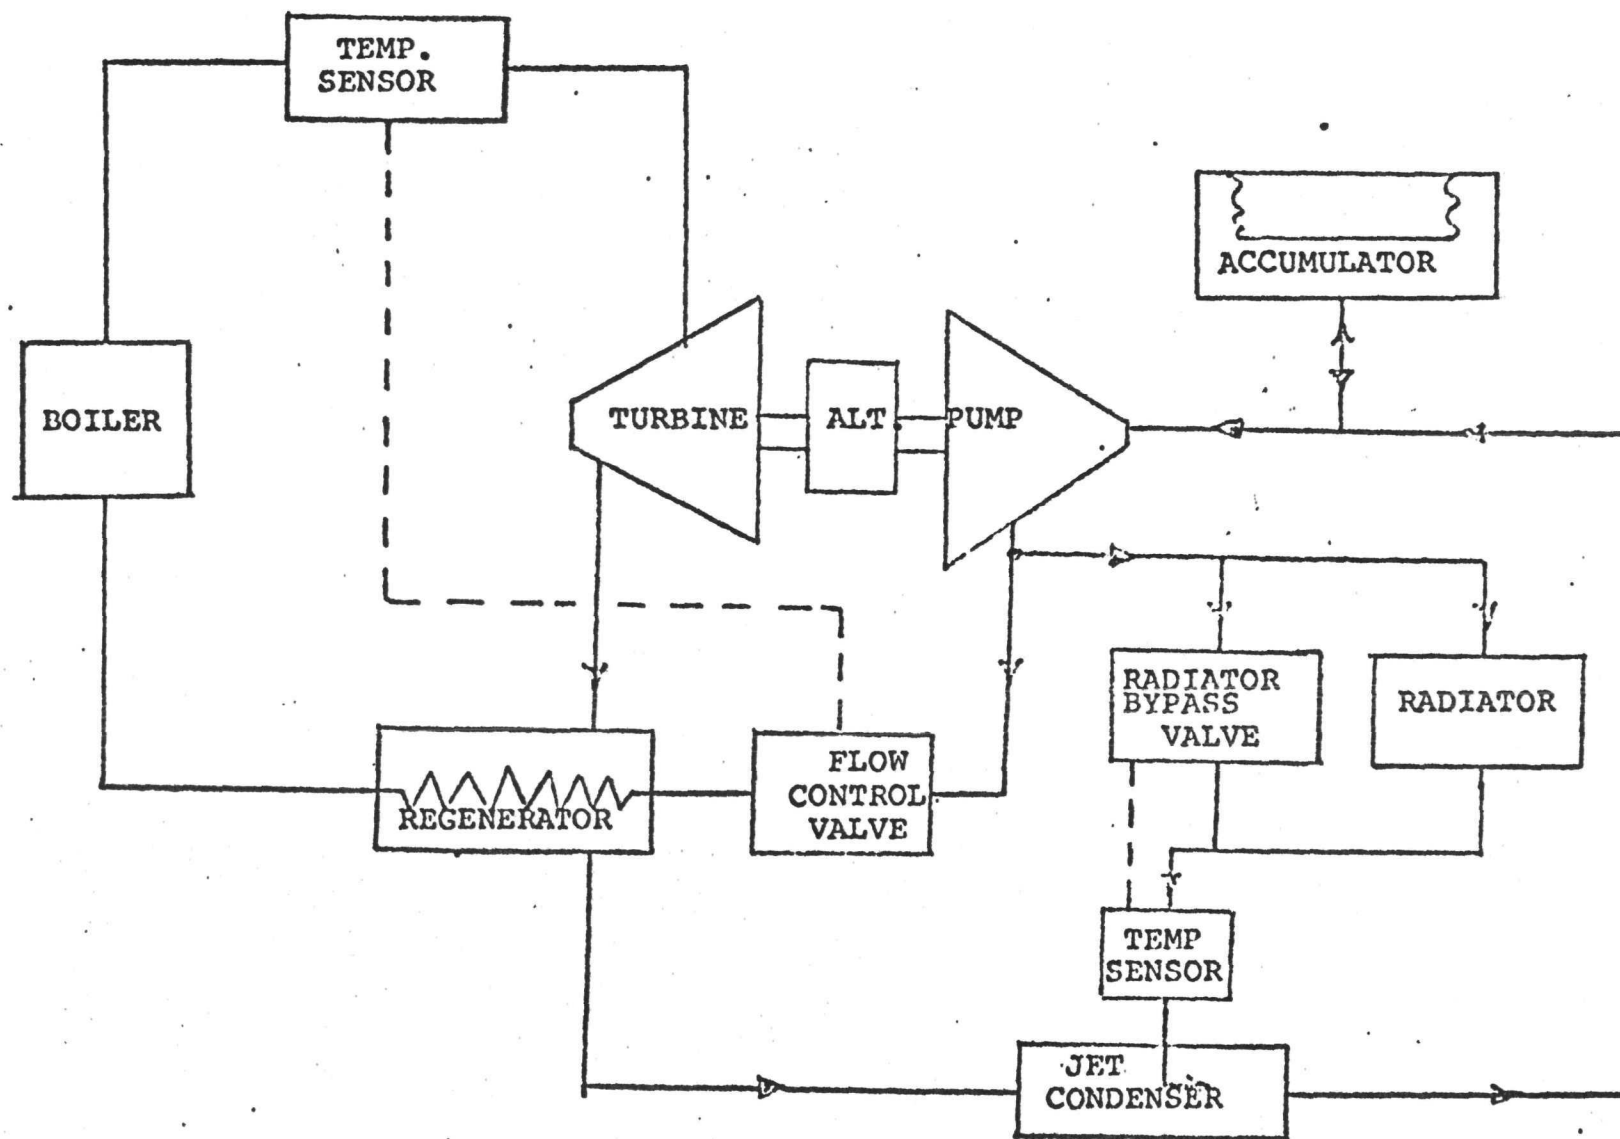 TEMP.
SENSOR
ACCUMULATOR
BOILER
TURBINE
ALT
PUMP
RADIATOR
BYPASS
VALVE
RADIATOR
FLOW
CONTROL
VALVE
REGENERATOR
TEMP
SENSOR
JET
CONDENSER